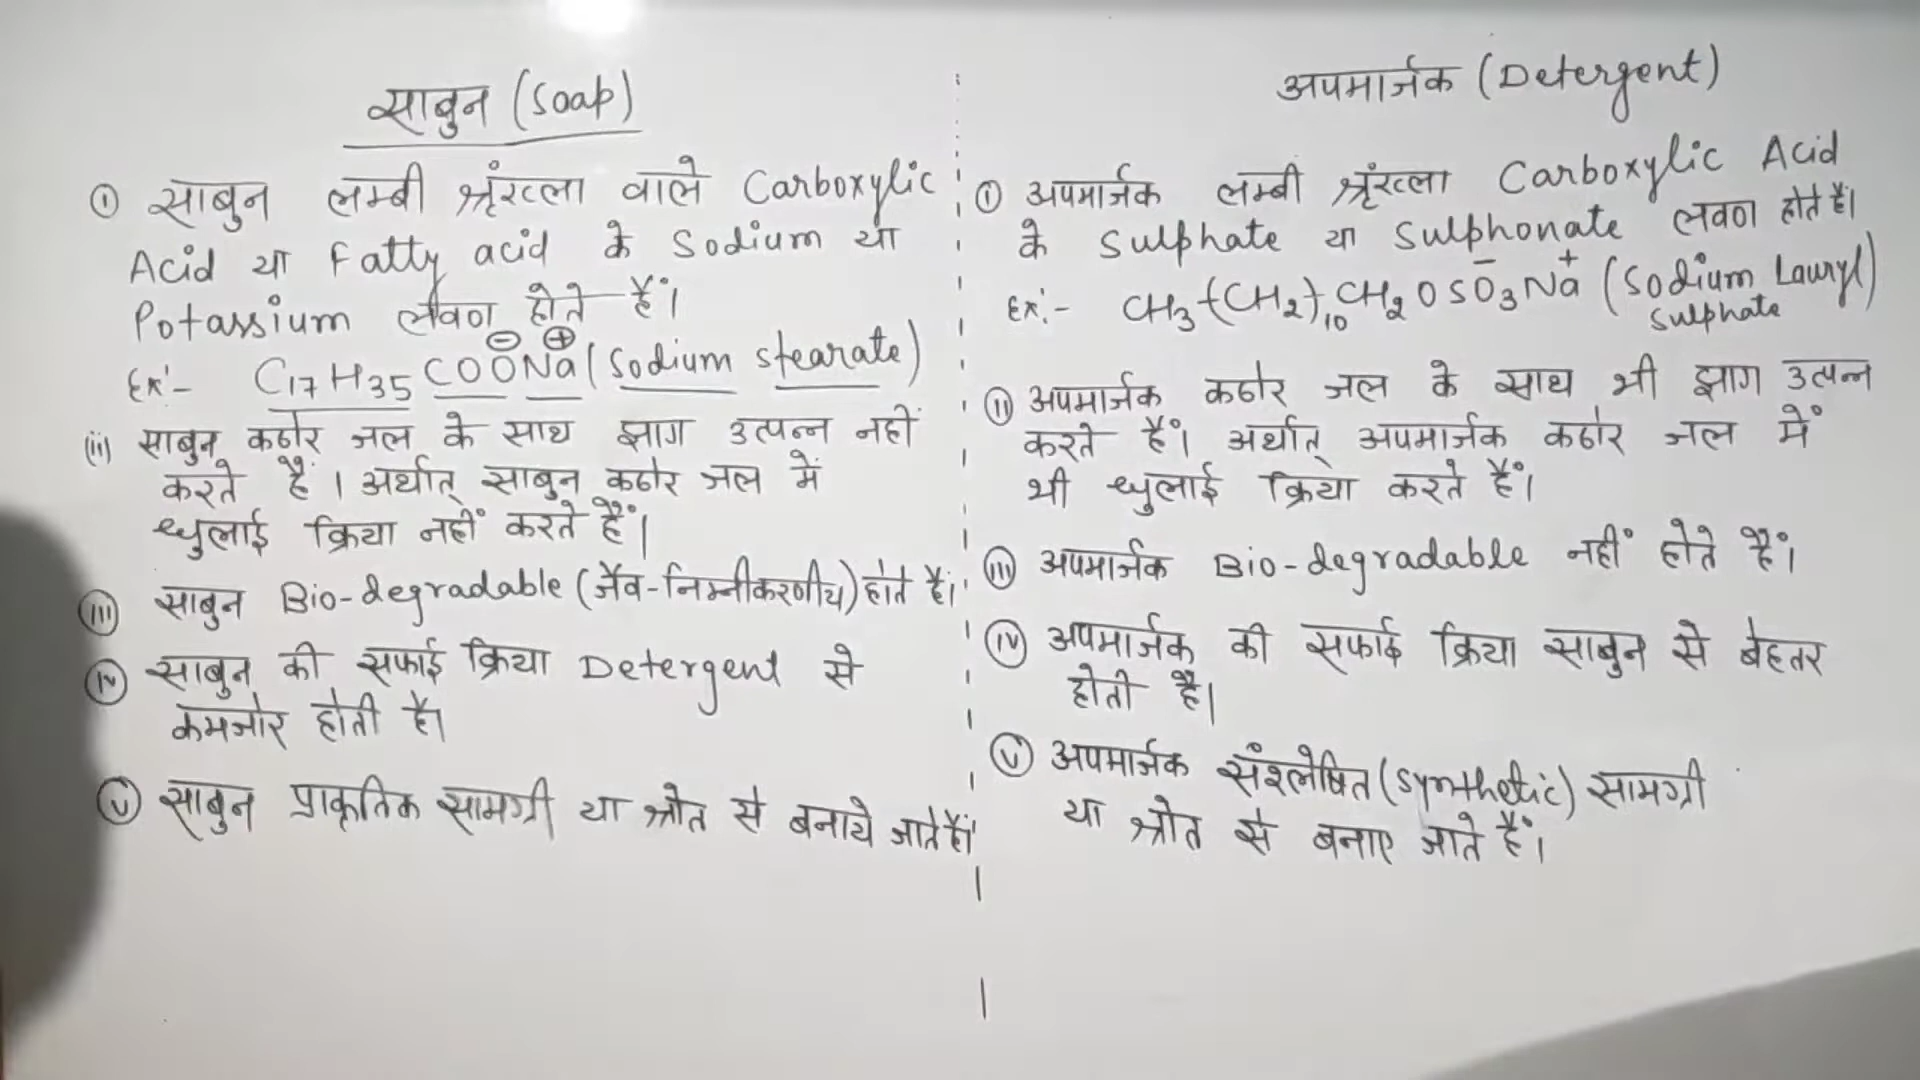 साबुन (Soap)
① साबुन लम्बी श्रृंखला वाले Carboxylic
Acid या Fatty acid के Sodium या
Potassium लवण होते हैं।
Ex:- C17H35COO⊖Na⊕ (Sodium stearate)
(ii) साबुन कठोर जल के साथ झाग उत्पन्न नहीं
करते हैं। अर्थात् साबुन कठोर जल में
धुलाई क्रिया नहीं करते हैं।
(iii) साबुन Bio-degradable (जैव-निम्नीकरणीय) होते हैं।
(iv) साबुन की सफाई क्रिया Detergent से
कमजोर होती है।
(v) साबुन प्राकृतिक सामग्री या श्रोत से बनाये जाते हैं।
अपमार्जक (Detergent)
① अपमार्जक लम्बी श्रृंखला Carboxylic Acid
के Sulphate या Sulphonate लवण होते हैं।
Ex:- CH3-(CH2)10CH2OSO3⁻Na⁺ (Sodium Lauryl
Sulphate)
(ii) अपमार्जक कठोर जल के साथ भी झाग उत्पन्न
करते हैं। अर्थात् अपमार्जक कठोर जल में
भी धुलाई क्रिया करते हैं।
(iii) अपमार्जक Bio-degradable नहीं होते हैं।
(iv) अपमार्जक की सफाई क्रिया साबुन से बेहतर
होती है।
(v) अपमार्जक संश्लेषित (Synthetic) सामग्री
या श्रोत से बनाए जाते हैं।